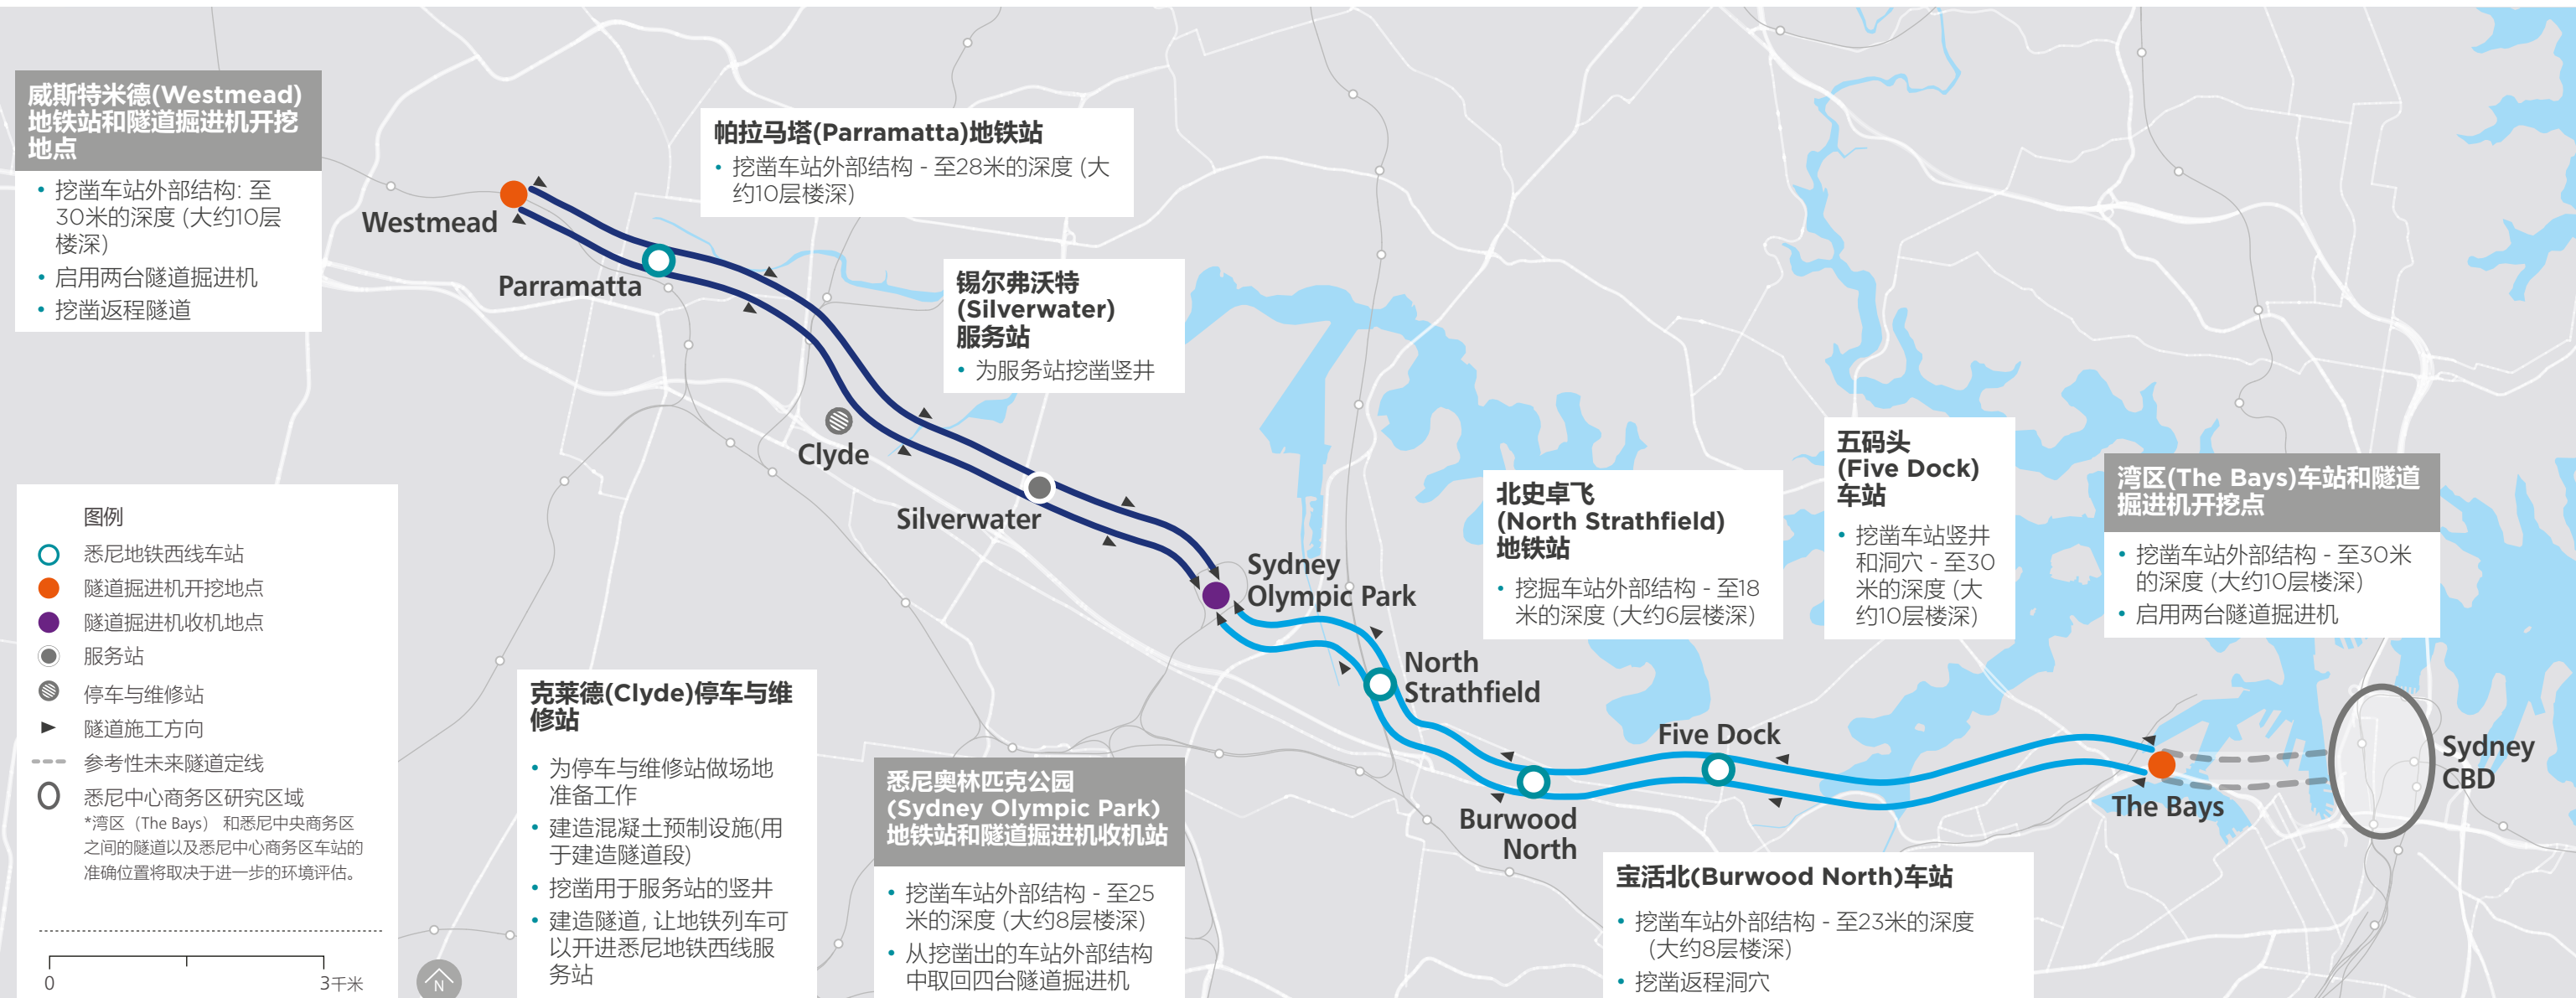 威斯特米德(Westmead)
地铁站和隧道掘进机开挖
地点
• 挖凿车站外部结构: 至
30米的深度 (大约10层
楼深)
• 启用两台隧道掘进机
• 挖凿返程隧道
帕拉马塔(Parramatta)地铁站
• 挖凿车站外部结构 - 至28米的深度 (大
约10层楼深)
Westmead
Parramatta
锡尔弗沃特
(Silverwater)
服务站
• 为服务站挖凿竖井
Clyde
Silverwater
Sydney
Olympic Park
北史卓飞
(North Strathfield)
地铁站
• 挖掘车站外部结构 - 至18
米的深度 (大约6层楼深)
五码头
(Five Dock)
车站
• 挖凿车站竖井
和洞穴 - 至30
米的深度 (大
约10层楼深)
湾区(The Bays)车站和隧道
掘进机开挖点
• 挖凿车站外部结构 - 至30米
的深度 (大约10层楼深)
• 启用两台隧道掘进机
North
Strathfield
Five Dock
Burwood
North
The Bays
Sydney
CBD
图例
悉尼地铁西线车站
隧道掘进机开挖地点
隧道掘进机收机地点
服务站
停车与维修站
隧道施工方向
参考性未来隧道定线
悉尼中心商务区研究区域
*湾区（The Bays） 和悉尼中央商务区
之间的隧道以及悉尼中心商务区车站的
准确位置将取决于进一步的环境评估。
0
3千米
N
克莱德(Clyde)停车与维
修站
• 为停车与维修站做场地
准备工作
• 建造混凝土预制设施(用
于建造隧道段)
• 挖凿用于服务站的竖井
• 建造隧道, 让地铁列车可
以开进悉尼地铁西线服
务站
悉尼奥林匹克公园
(Sydney Olympic Park)
地铁站和隧道掘进机收机站
• 挖凿车站外部结构 - 至25
米的深度 (大约8层楼深)
• 从挖凿出的车站外部结构
中取回四台隧道掘进机
宝活北(Burwood North)车站
• 挖凿车站外部结构 - 至23米的深度
(大约8层楼深)
• 挖凿返程洞穴